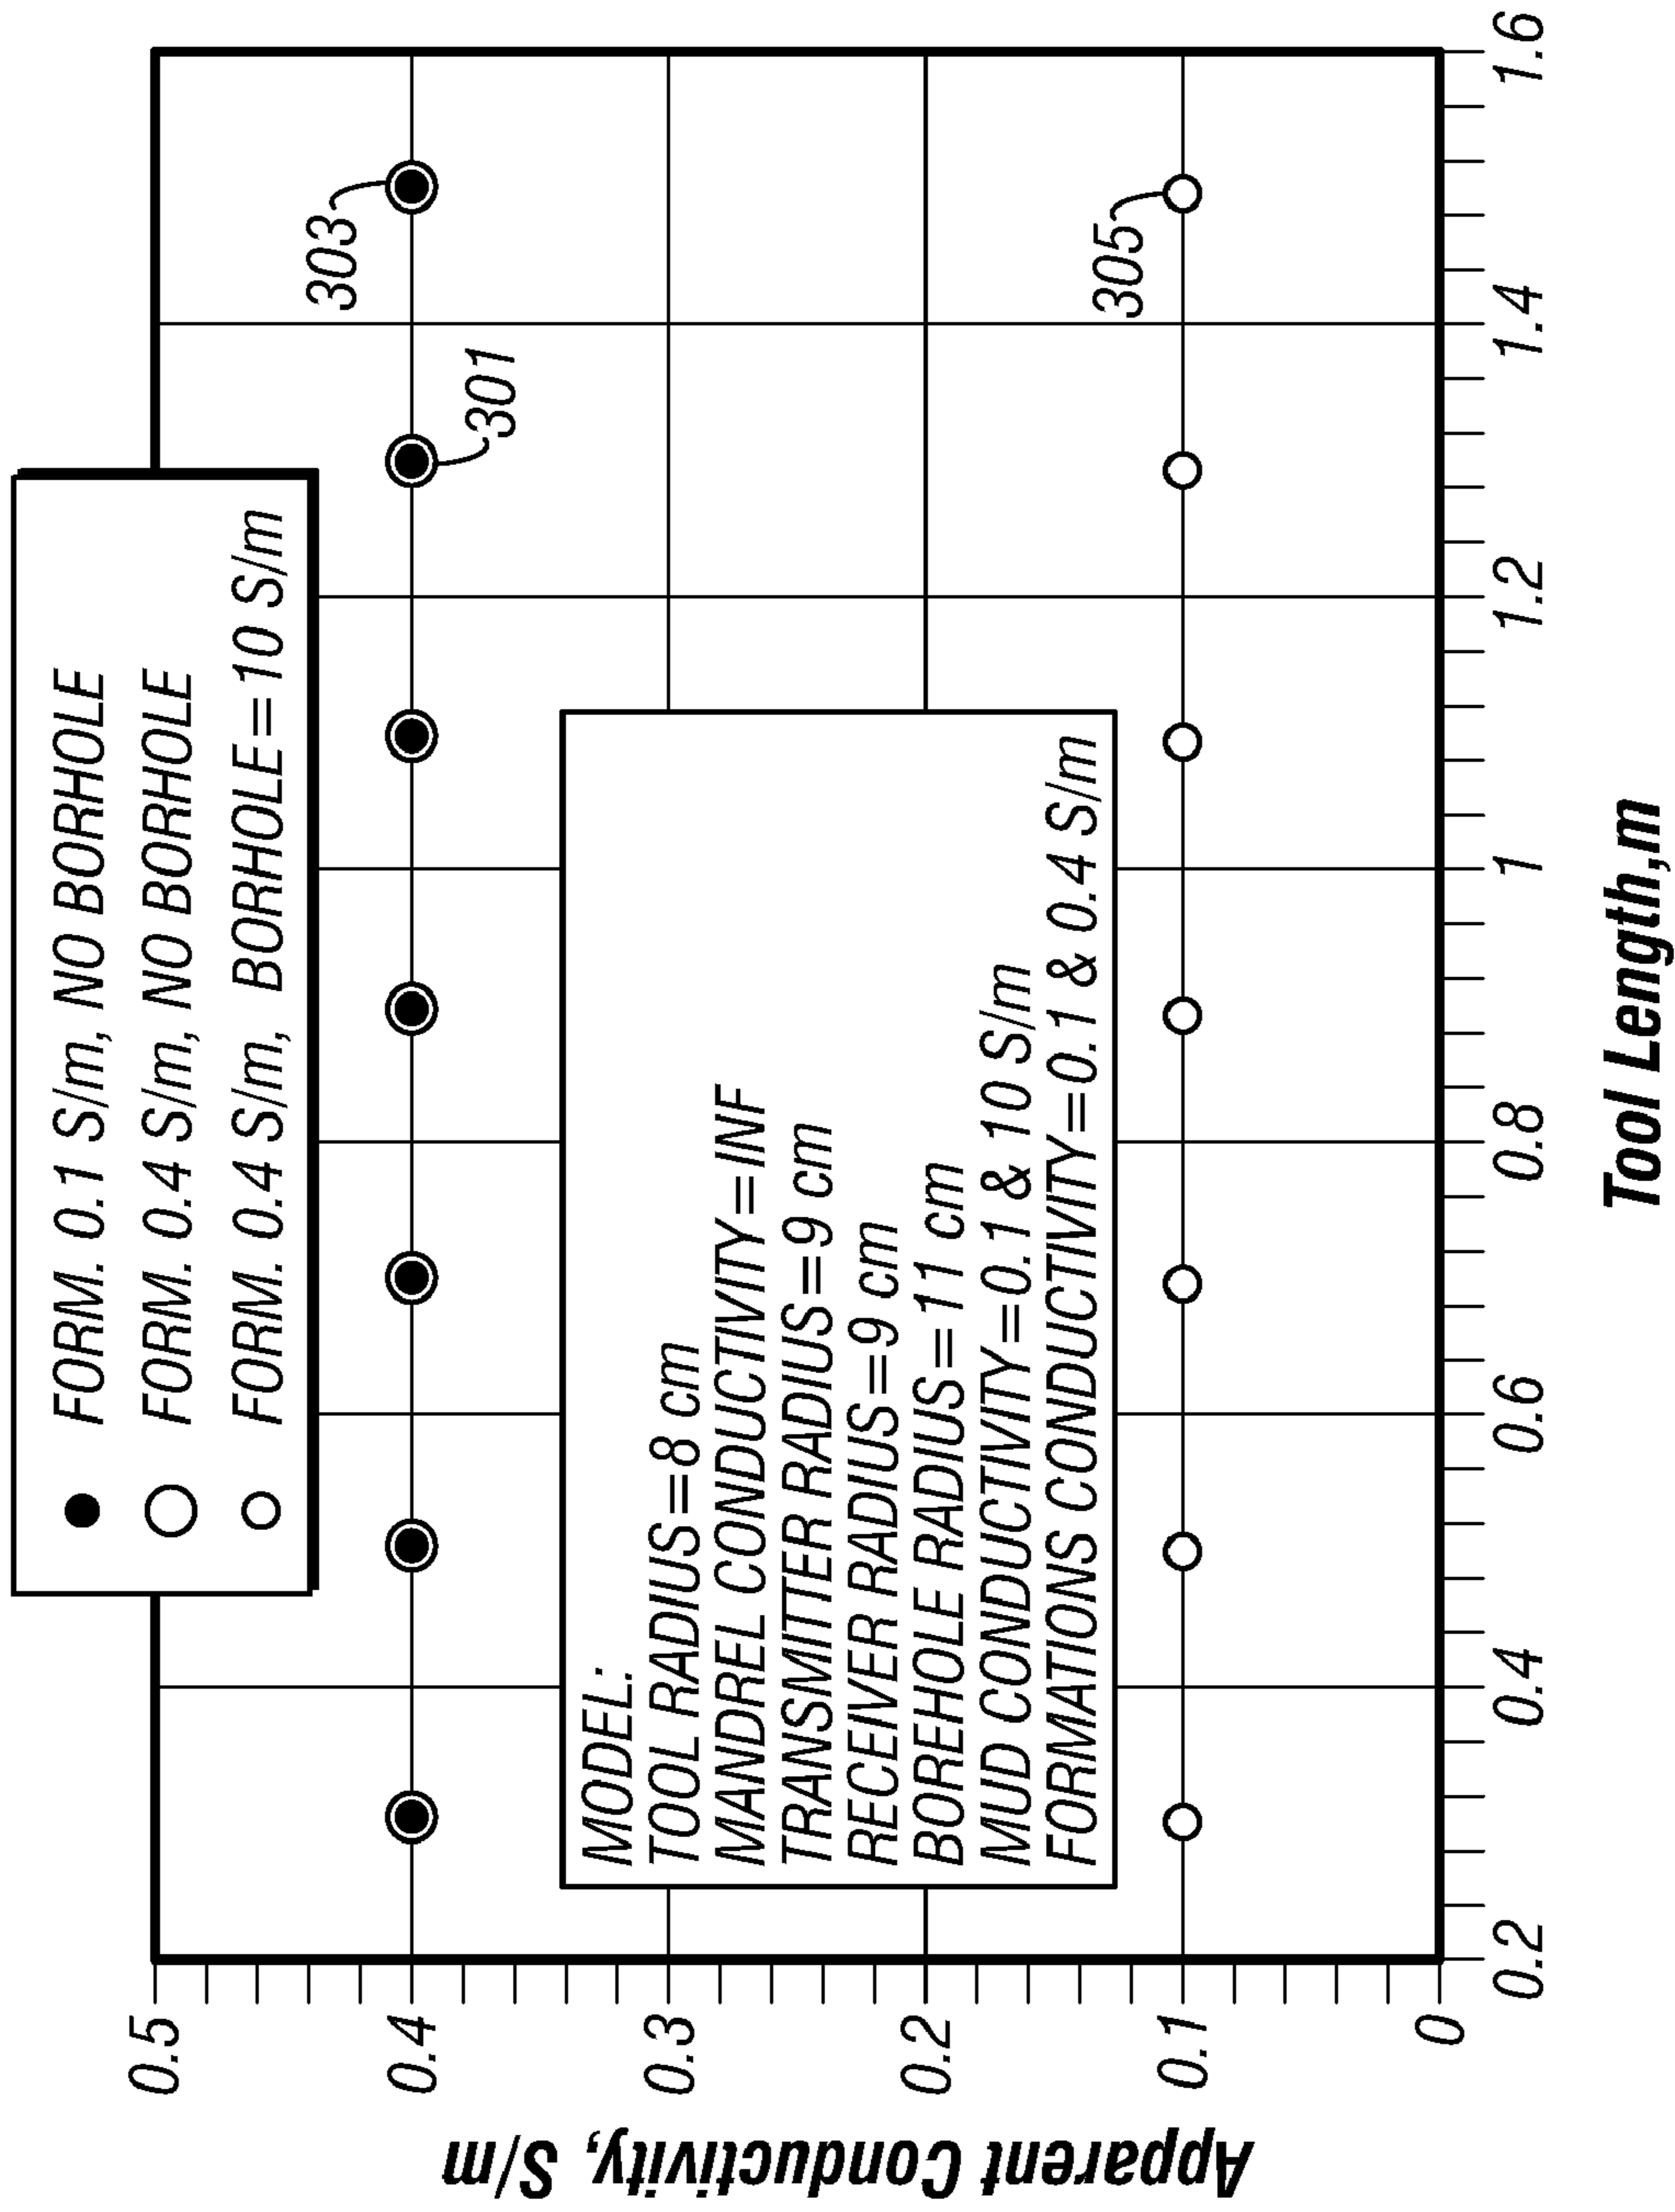 FORM. 0.1 S/m, NO BORHOLE
FORM. 0.4 S/m, NO BORHOLE
FORM. 0.4 S/m, BORHOLE=10 S/m
303
301
305
MODEL:
TOOL RADIUS=8 cm
MANDREL CONDUCTIVITY=INF
TRANSMITTER RADIUS=9 cm
RECEIVER RADIUS=9 cm
BOREHOLE RADIUS=11 cm
MUD CONDUCTIVITY=0.1 & 10 S/m
FORMATIONS CONDUCTIVITY=0.1 & 0.4 S/m
Apparent Conductivity, S/m
0.5
0.4
0.3
0.2
0.1
0
0.2
0.4
0.6
0.8
1
1.2
1.4
1.6
Tool Length,m